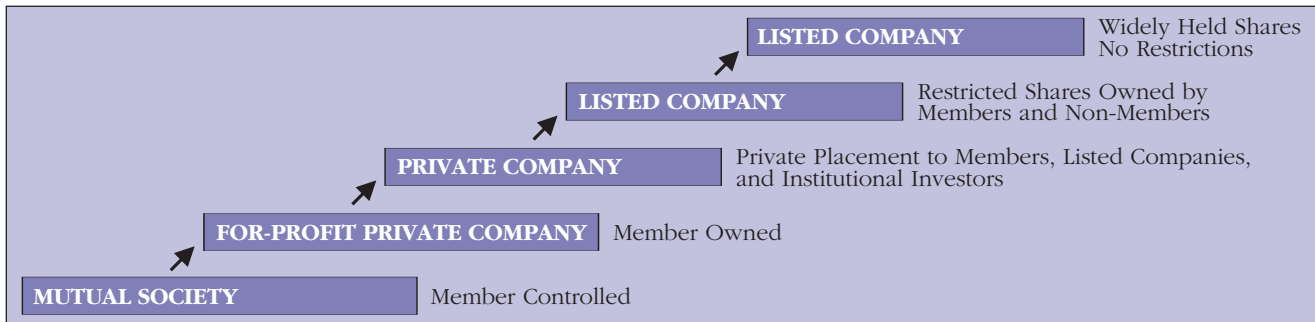 LISTED COMPANY
Widely Held Shares
No Restrictions
LISTED COMPANY
Restricted Shares Owned by
Members and Non-Members
PRIVATE COMPANY
Private Placement to Members, Listed Companies,
and Institutional Investors
FOR-PROFIT PRIVATE COMPANY
Member Owned
MUTUAL SOCIETY
Member Controlled